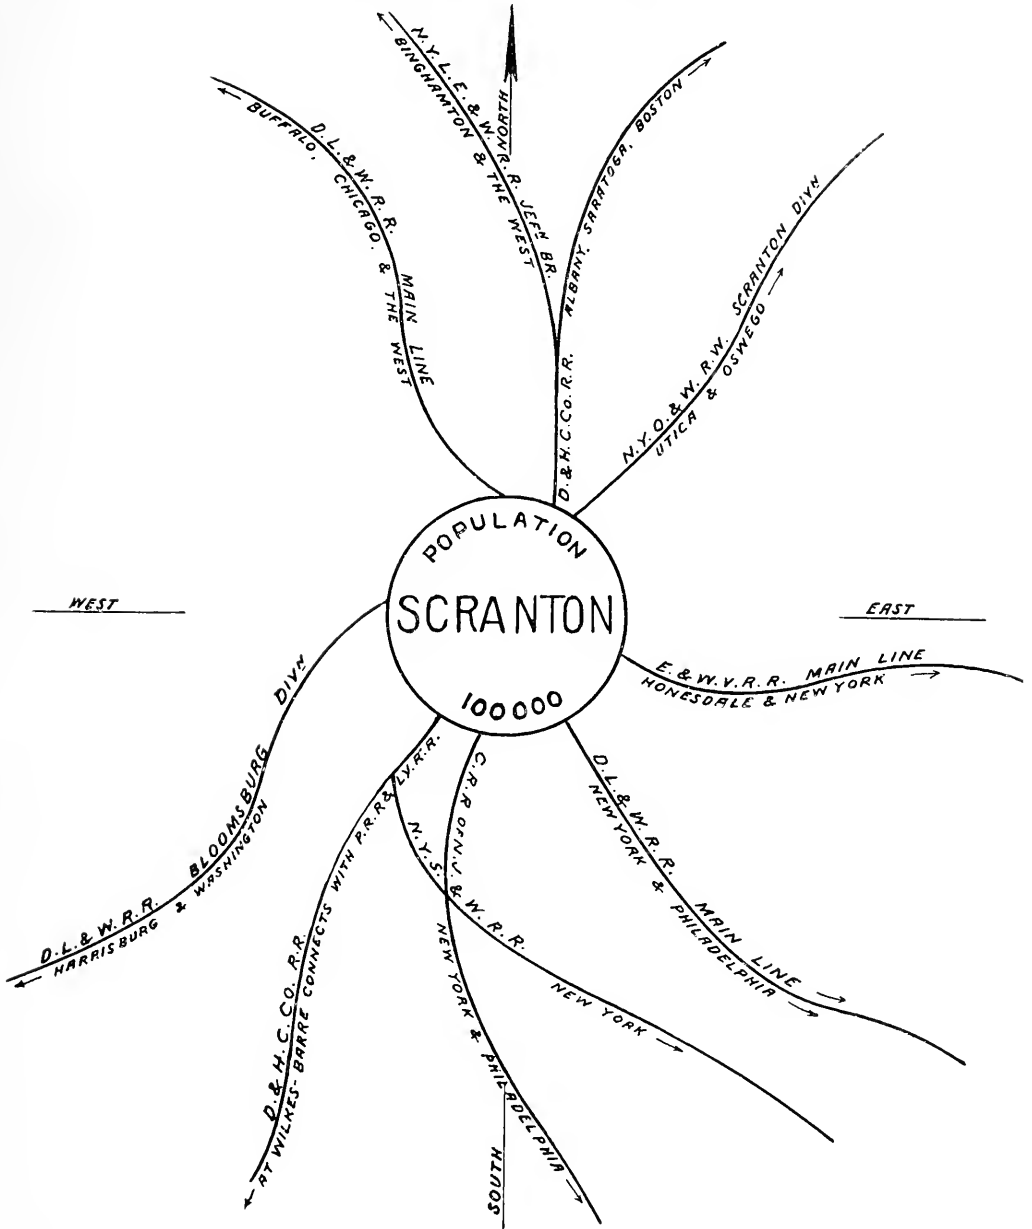 N.Y.L.E. & W. R.R. JEFN BR.
BINGHAMTON & THE WEST
NORTH
D.L. & W. R.R. MAIN LINE
BUFFALO, CHICAGO, & THE WEST
ALBANY, SARATOGA, BOSTON
D. & H.C.CO.R.R.
N.Y.O. & W. R.W. SCRANTON DIVN
UTICA & OSWEGO
POPULATION
SCRANTON
100000
WEST
EAST
E. & W.V.R.R. MAIN LINE
HONESDALE & NEW YORK
D.L. & W.R.R. BLOOMSBURG DIVN
HARRISBURG & WASHINGTON
D. & H. C. CO. R.R.
AT WILKES-BARRE CONNECTS WITH P.R.R & L.V.R.R.
N.Y.S. & W. R. R.
NEW YORK
C.R.R OF N.J.
NEW YORK & PHILADELPHIA
D.L. & W. R.R. MAIN LINE
NEW YORK & PHILADELPHIA
SOUTH